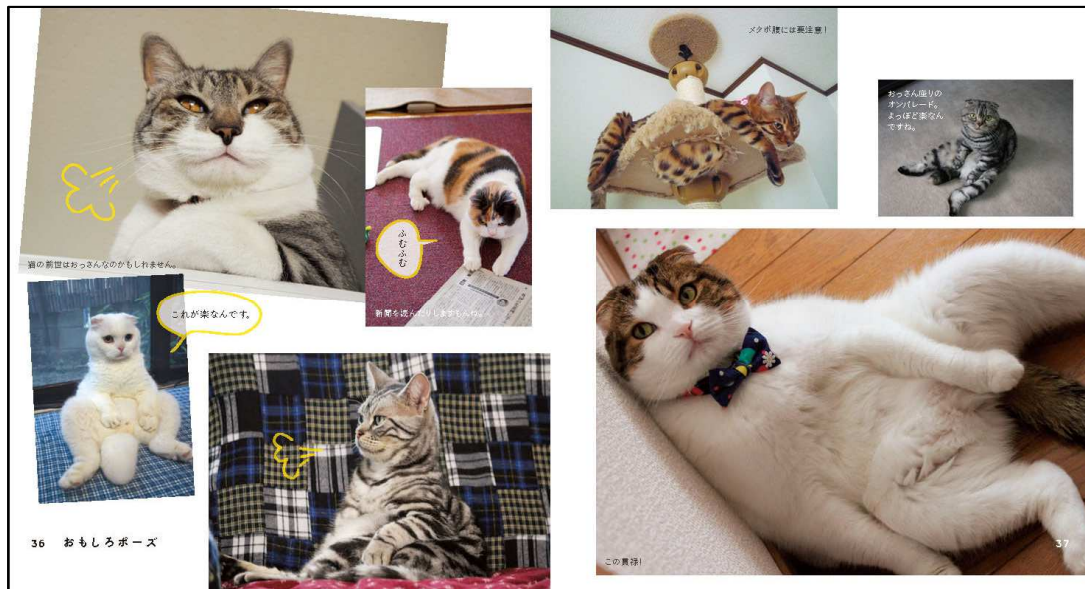 猫の前世はおっさんなのかもしれません。
ふむふむ
新聞を読んだりしますもんね。
これが楽なんです。
36 おもしろポーズ
メタボ腹には要注意!
おっさん座りの
オンパレード。
よっぽど楽なん
ですね。
この貫禄!
37